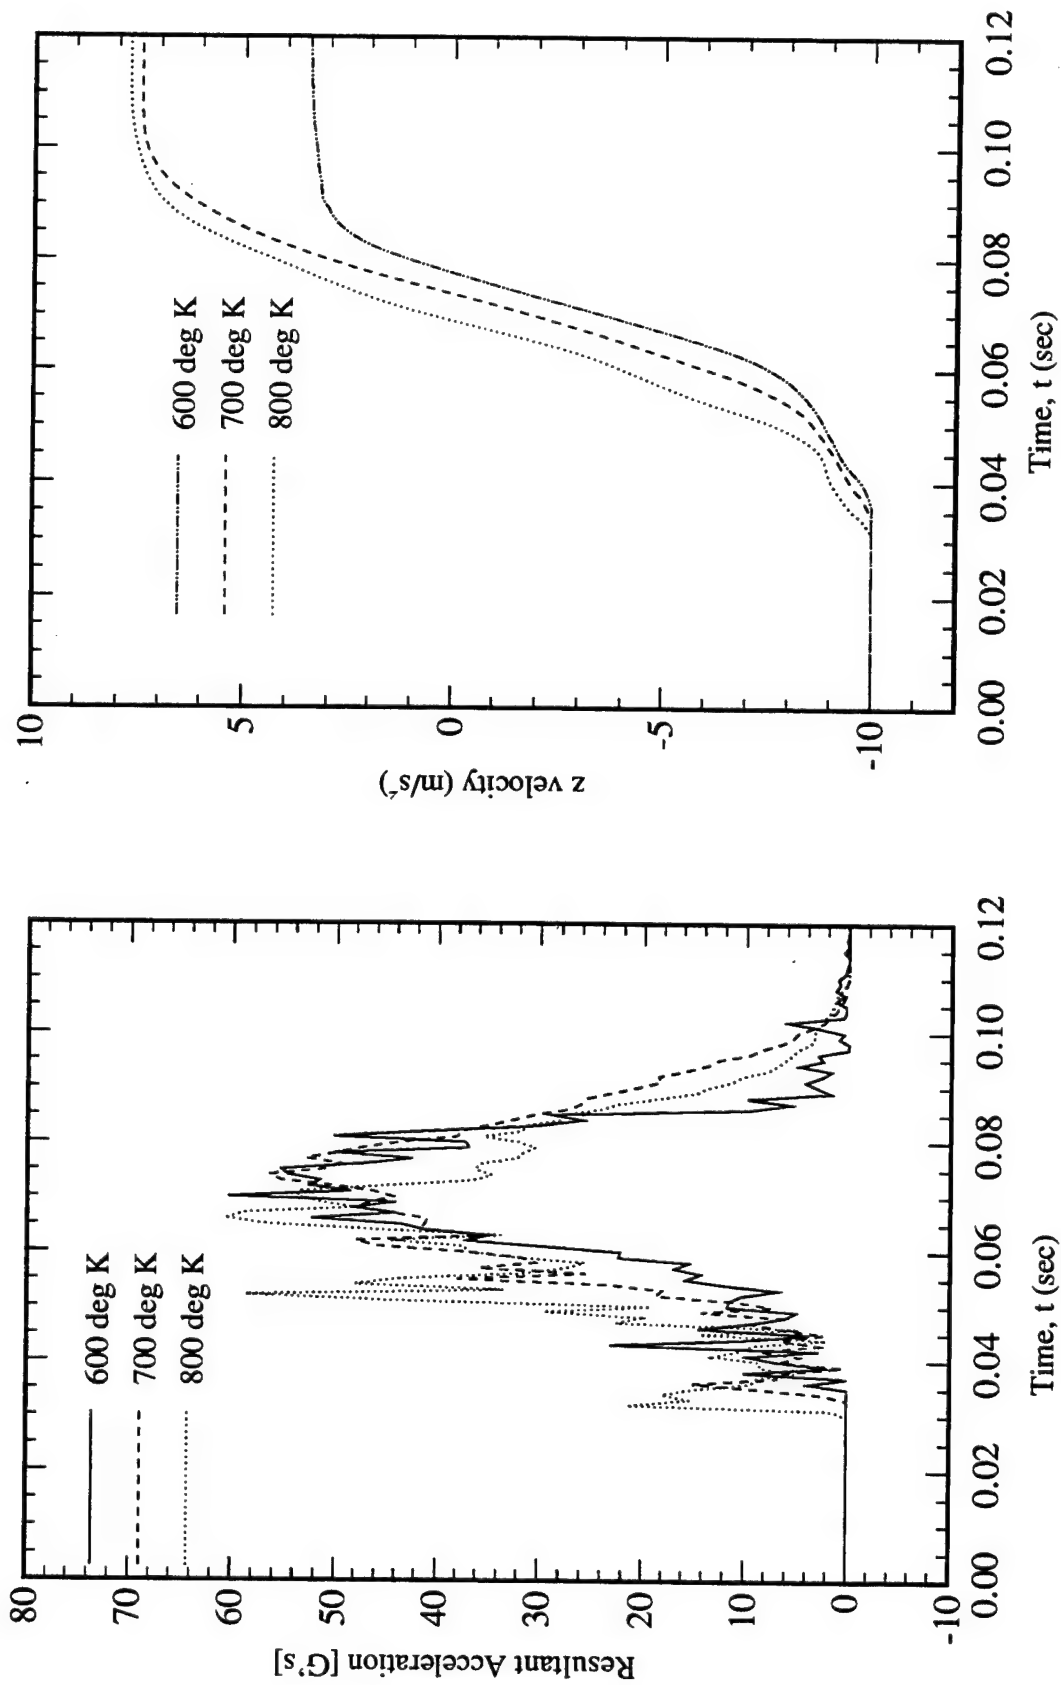 Resultant Acceleration [G's]
80
70
60
50
40
30
20
10
0
-10
600 deg K
700 deg K
800 deg K
0.00
0.02
0.04
0.06
0.08
0.10
0.12
Time, t (sec)
z velocity (m/s²)
10
5
0
-5
-10
600 deg K
700 deg K
800 deg K
0.00
0.02
0.04
0.06
0.08
0.10
0.12
Time, t (sec)